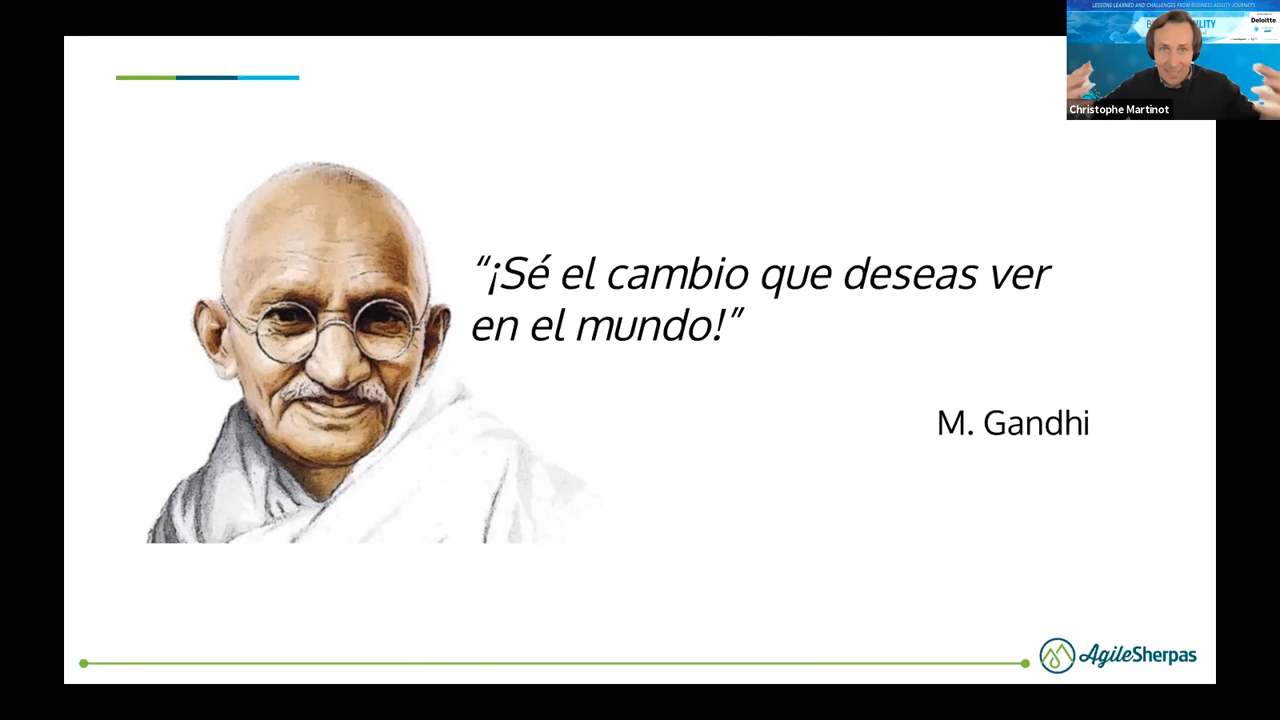 LESSONS LEARNED AND CHALLENGES FROM BUSINESS AGILITY JOURNEYS
Deloitte.
Christophe Martinot
“¡Sé el cambio que deseas ver
en el mundo!”
M. Gandhi
AgileSherpas